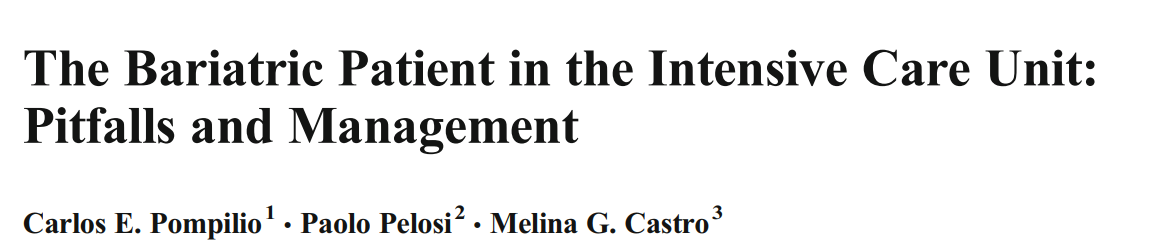 The Bariatric Patient in the Intensive Care Unit:
Pitfalls and Management
Carlos E. Pompilio¹ · Paolo Pelosi² · Melina G. Castro³